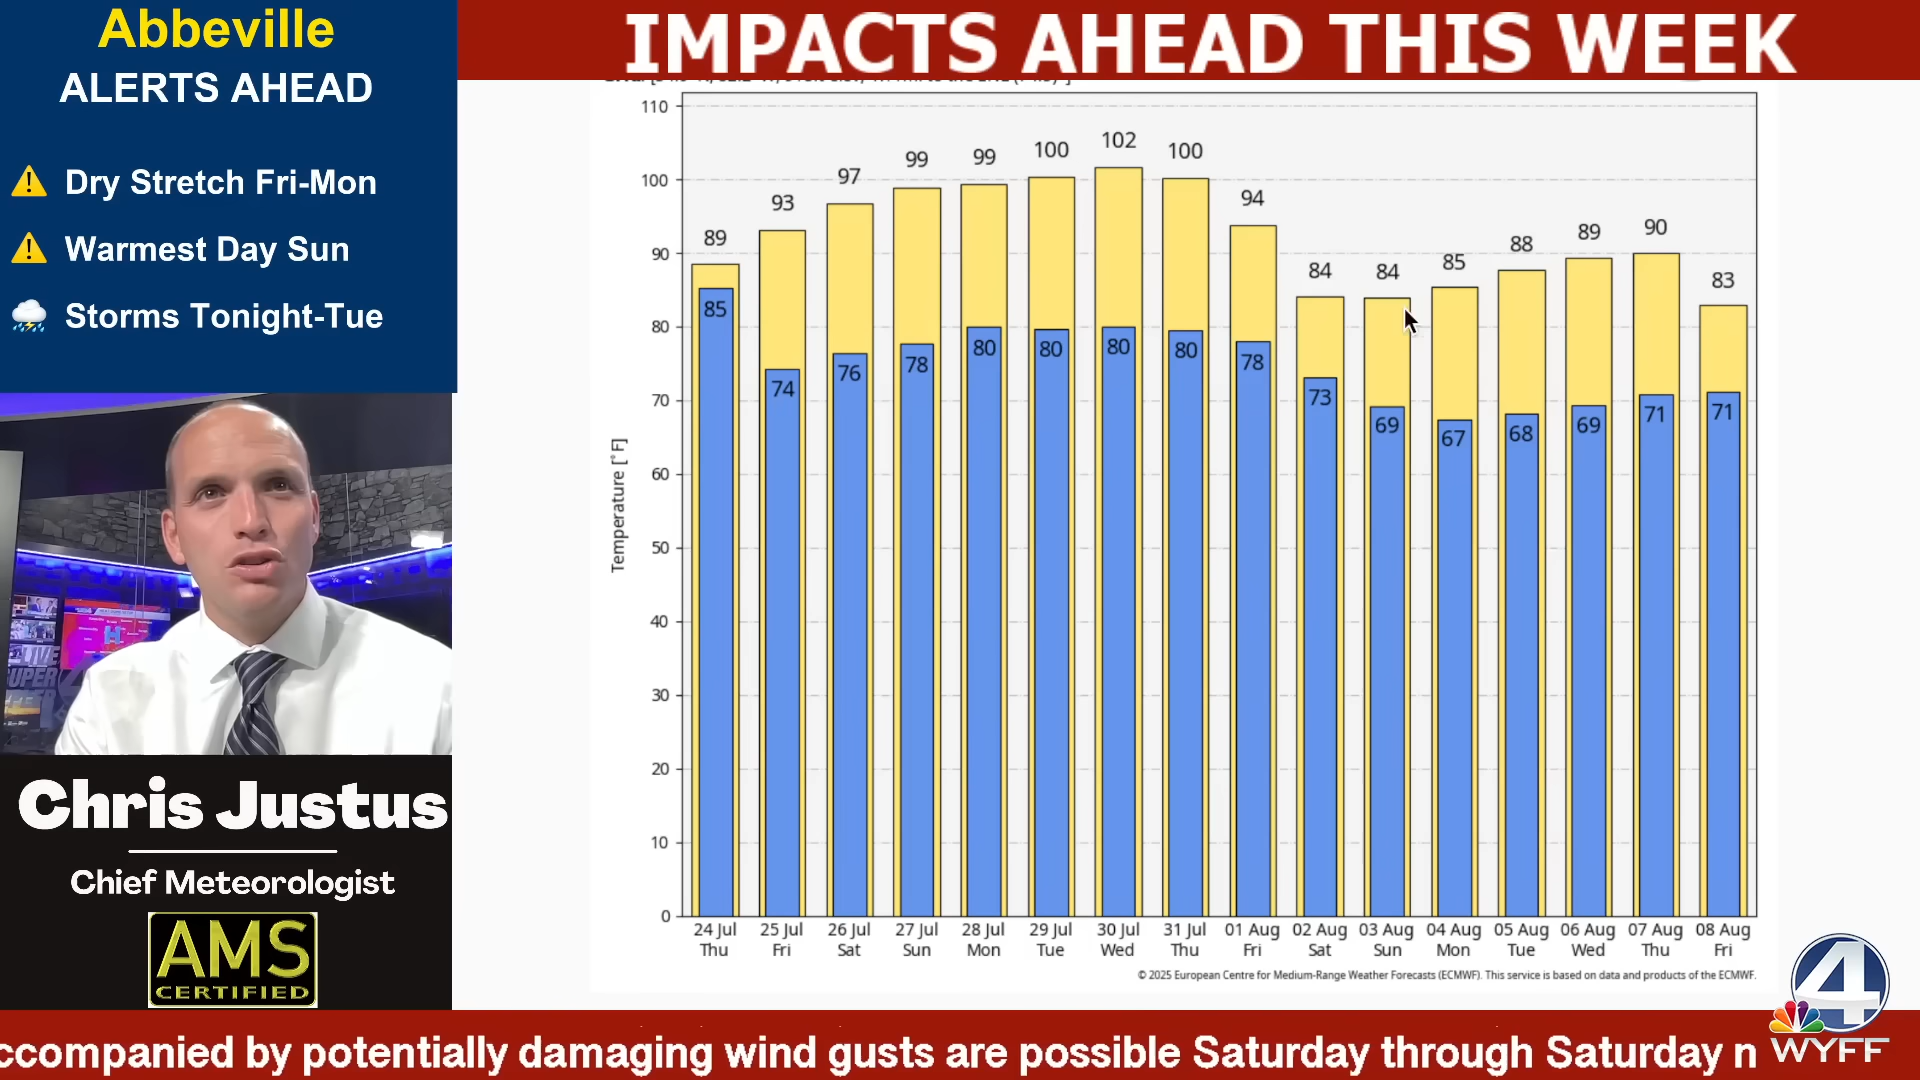 Abbeville
ALERTS AHEAD
Dry Stretch Fri-Mon
Warmest Day Sun
Storms Tonight-Tue
Chris Justus
Chief Meteorologist
AMS
CERTIFIED
IMPACTS AHEAD THIS WEEK
110
100
90
80
70
60
50
40
30
20
10
0
Temperature [°F]
89 93 97 99 99 100 102 100 94 84 84 85 88 89 90 83
85 74 76 78 80 80 80 80 78 73 69 67 68 69 71 71
24 Jul 25 Jul 26 Jul 27 Jul 28 Jul 29 Jul 30 Jul 31 Jul 01 Aug 02 Aug 03 Aug 04 Aug 05 Aug 06 Aug 07 Aug 08 Aug
Thu Fri Sat Sun Mon Tue Wed Thu Fri Sat Sun Mon Tue Wed Thu Fri
© 2025 European Centre for Medium-Range Weather Forecasts (ECMWF). This service is based on data and products of the ECMWF.
4
WYFF
ccompanied by potentially damaging wind gusts are possible Saturday through Saturday n